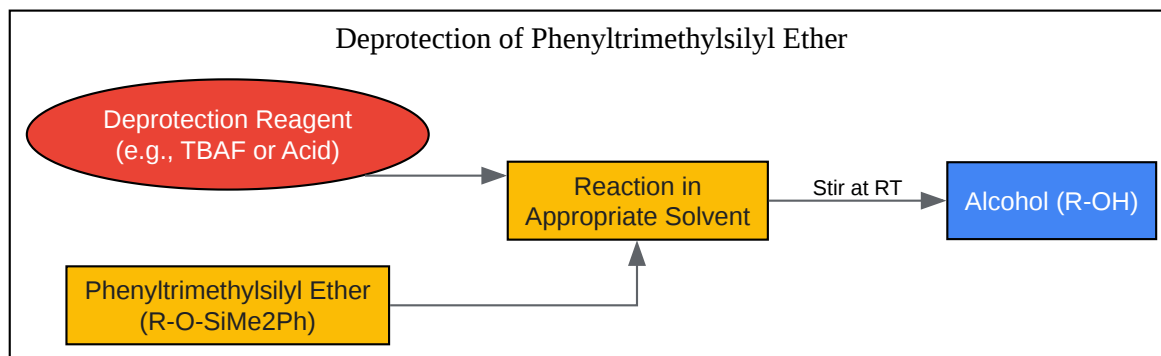 Deprotection of Phenyltrimethylsilyl Ether
Deprotection Reagent
(e.g., TBAF or Acid)
Reaction in
Appropriate Solvent
Stir at RT
Alcohol (R-OH)
Phenyltrimethylsilyl Ether
(R-O-SiMe2Ph)